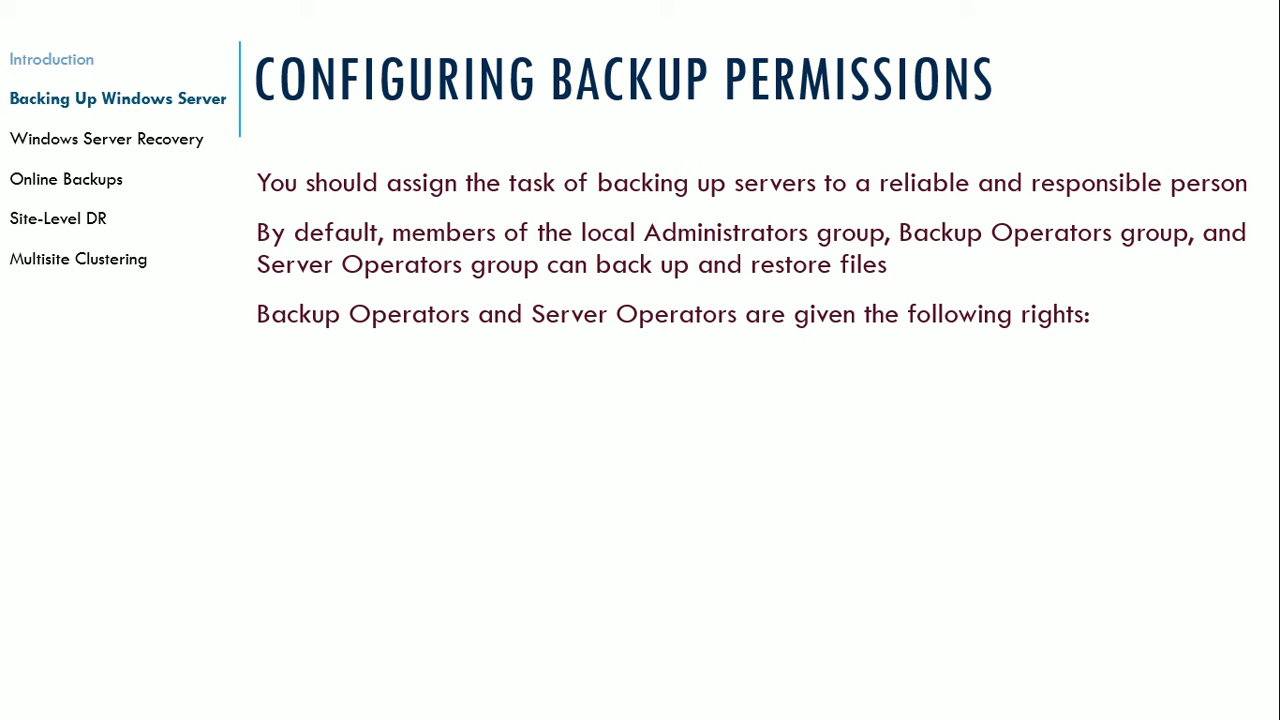 Introduction
Backing Up Windows Server
Windows Server Recovery
Online Backups
Site-Level DR
Multisite Clustering
CONFIGURING BACKUP PERMISSIONS
You should assign the task of backing up servers to a reliable and responsible person
By default, members of the local Administrators group, Backup Operators group, and
Server Operators group can back up and restore files
Backup Operators and Server Operators are given the following rights: